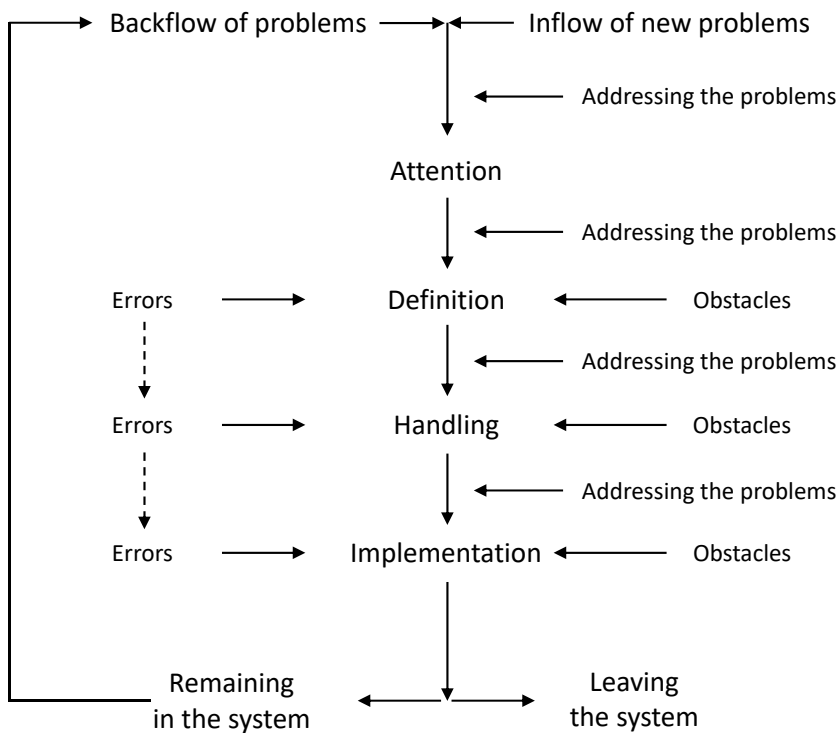 Backflow of problems
Inflow of new problems
Addressing the problems
Attention
Addressing the problems
Errors
Definition
Obstacles
Addressing the problems
Errors
Handling
Obstacles
Addressing the problems
Errors
Implementation
Obstacles
Remaining
in the system
Leaving
the system